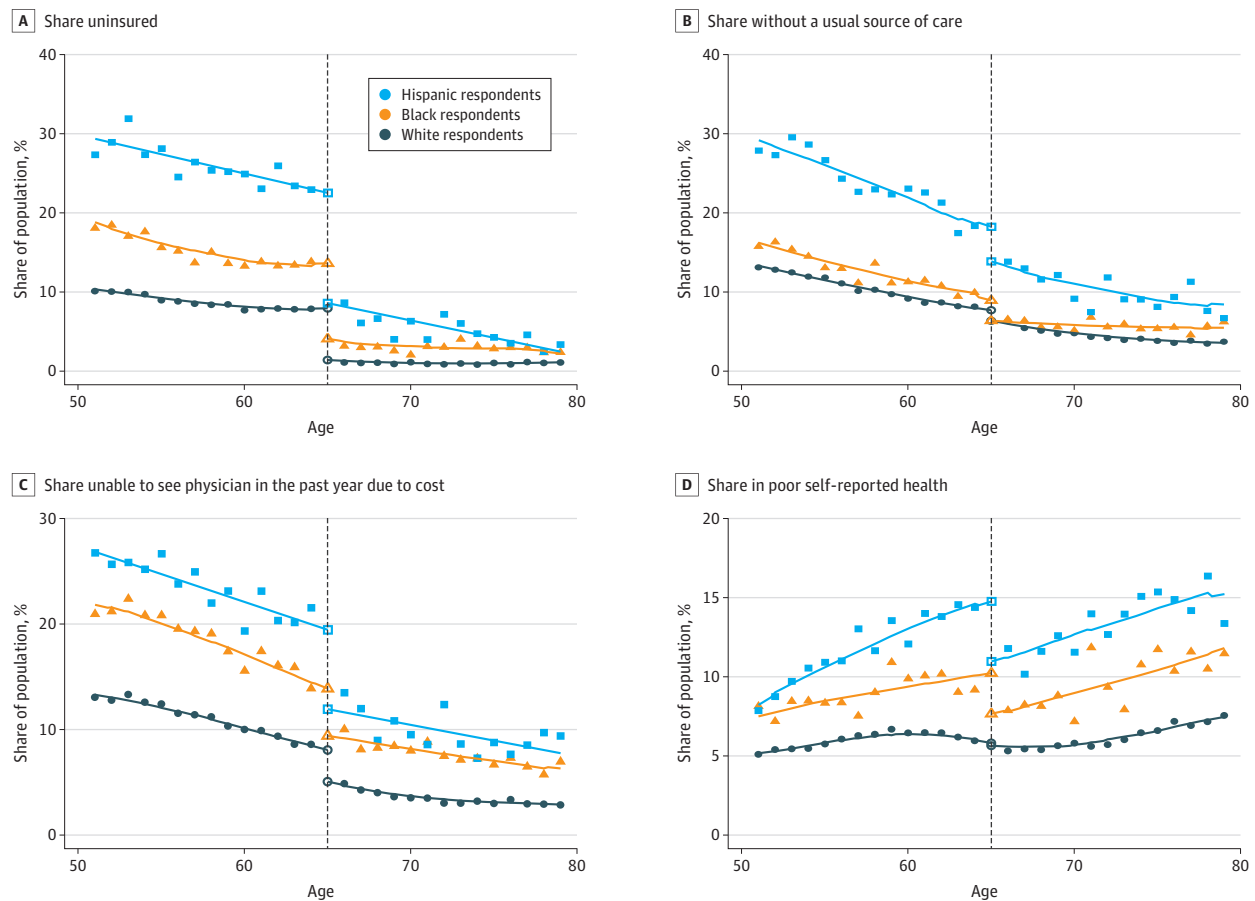 A Share uninsured
40
30
20
10
0
Share of population, %
50 60 70 80
Age
Hispanic respondents
Black respondents
White respondents
B Share without a usual source of care
40
30
20
10
0
Share of population, %
50 60 70 80
Age
C Share unable to see physician in the past year due to cost
30
20
10
0
Share of population, %
50 60 70 80
Age
D Share in poor self-reported health
20
15
10
5
0
Share of population, %
50 60 70 80
Age